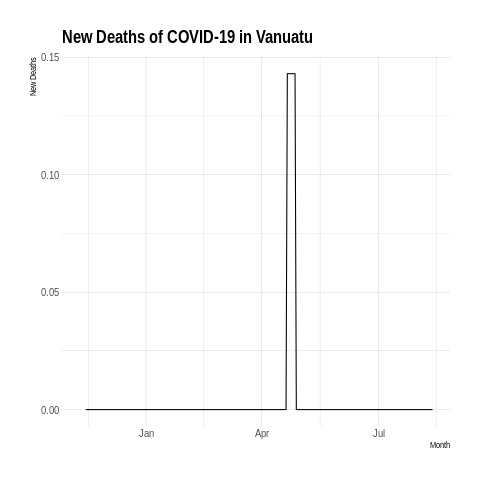 New Deaths of COVID-19 in Vanuatu
New Deaths
0.15
0.10
0.05
0.00
Jan
Apr
Jul
Month